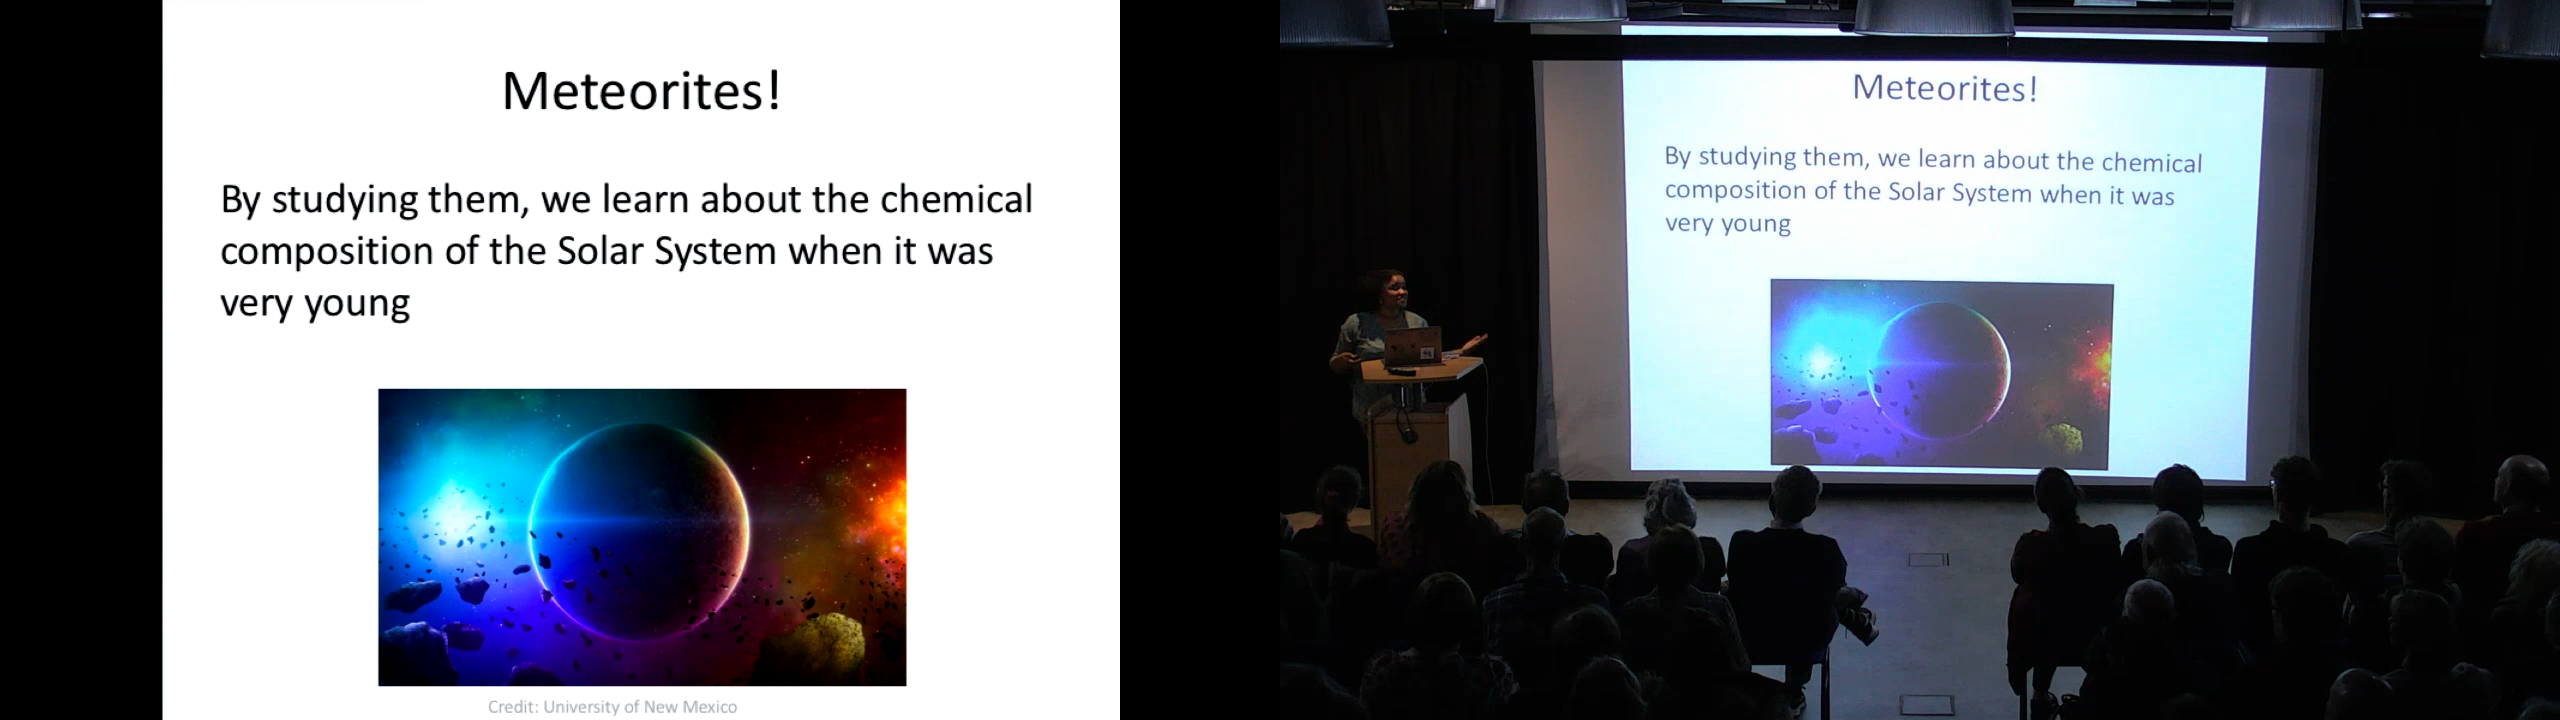 Meteorites!
By studying them, we learn about the chemical
composition of the Solar System when it was
very young
Credit: University of New Mexico
Meteorites!
By studying them, we learn about the chemical
composition of the Solar System when it was
very young